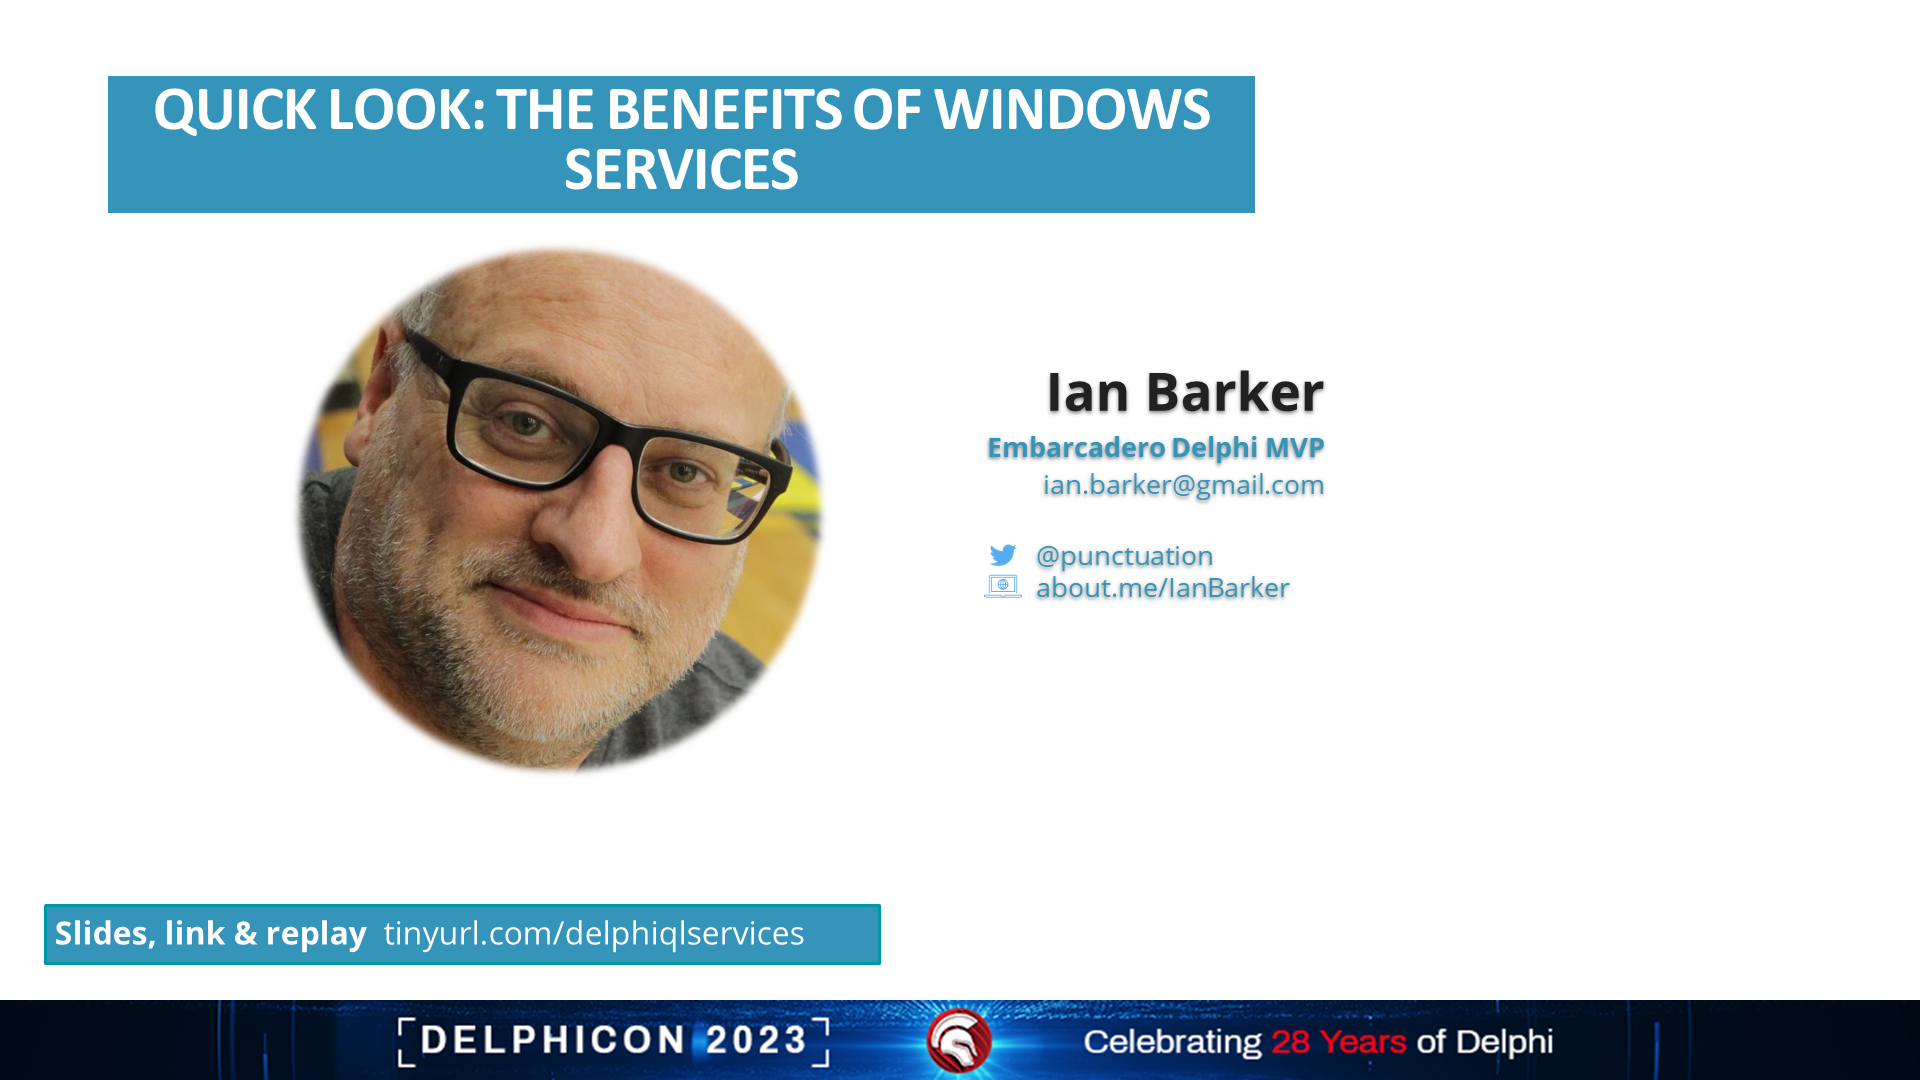 QUICK LOOK: THE BENEFITS OF WINDOWS
SERVICES
Ian Barker
Embarcadero Delphi MVP
ian.barker@gmail.com
@punctuation
about.me/IanBarker
Slides, link & replay tinyurl.com/delphiqlservices
DELPHICON 2023
Celebrating 28 Years of Delphi